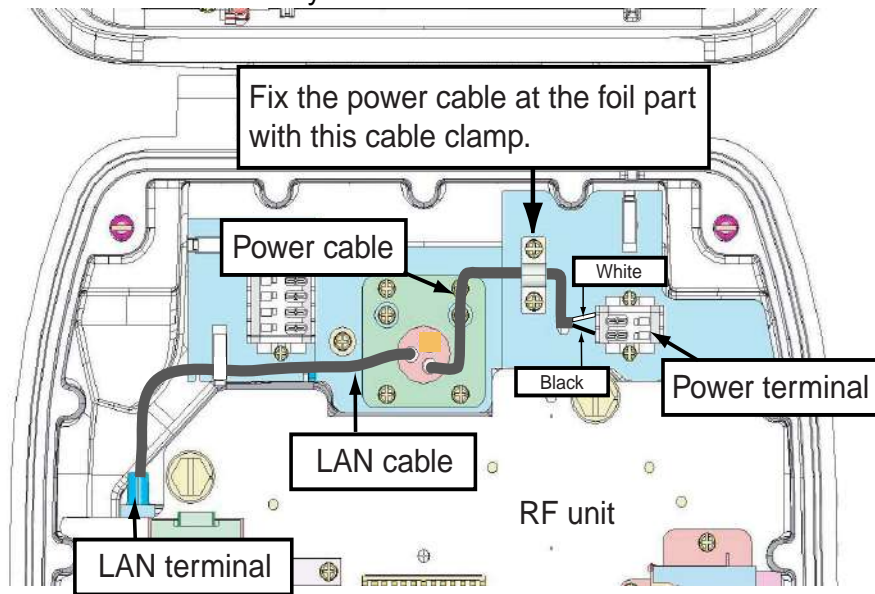 Fix the power cable at the foil part
with this cable clamp.
Power cable
White
Black
Power terminal
LAN cable
RF unit
LAN terminal